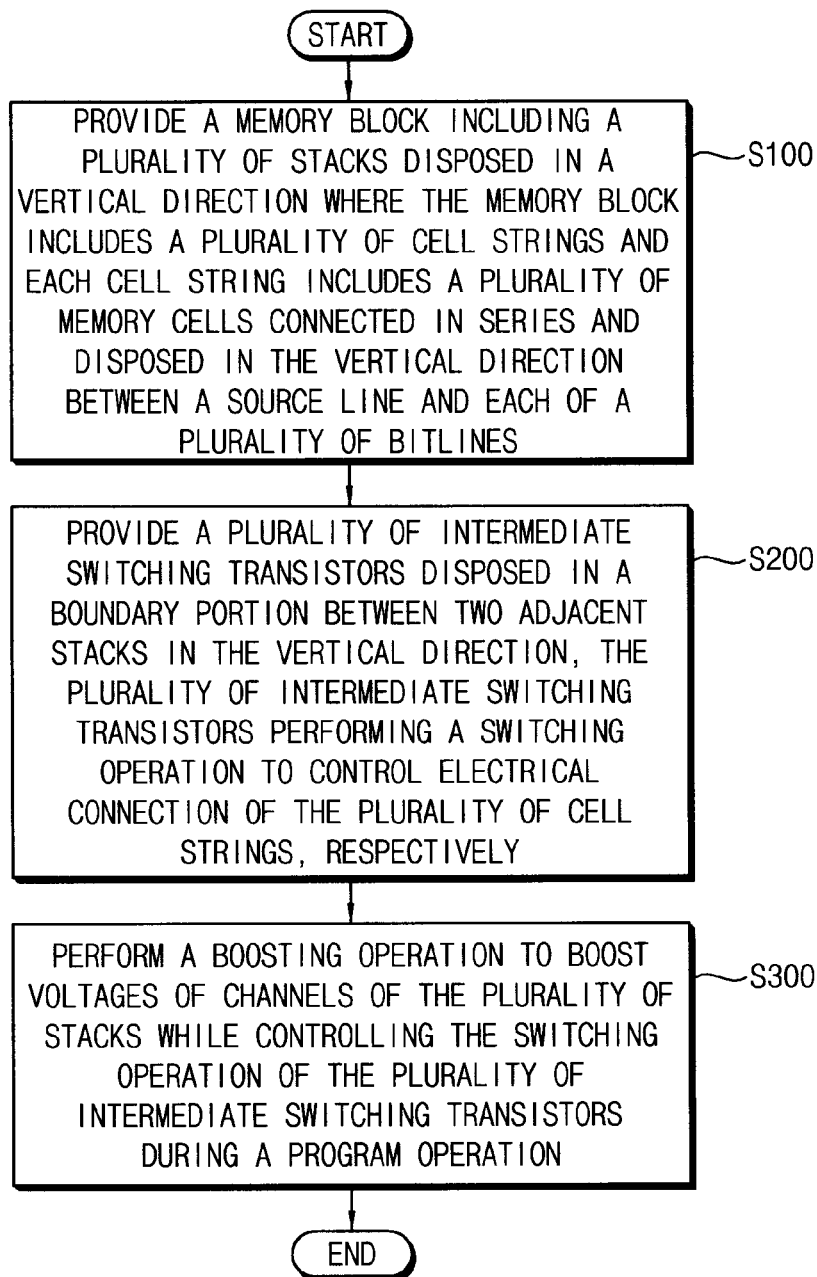 START
PROVIDE A MEMORY BLOCK INCLUDING A
PLURALITY OF STACKS DISPOSED IN A
VERTICAL DIRECTION WHERE THE MEMORY BLOCK
INCLUDES A PLURALITY OF CELL STRINGS AND
EACH CELL STRING INCLUDES A PLURALITY OF
MEMORY CELLS CONNECTED IN SERIES AND
DISPOSED IN THE VERTICAL DIRECTION
BETWEEN A SOURCE LINE AND EACH OF A
PLURALITY OF BITLINES
S100
PROVIDE A PLURALITY OF INTERMEDIATE
SWITCHING TRANSISTORS DISPOSED IN A
BOUNDARY PORTION BETWEEN TWO ADJACENT
STACKS IN THE VERTICAL DIRECTION, THE
PLURALITY OF INTERMEDIATE SWITCHING
TRANSISTORS PERFORMING A SWITCHING
OPERATION TO CONTROL ELECTRICAL
CONNECTION OF THE PLURALITY OF CELL
STRINGS, RESPECTIVELY
S200
PERFORM A BOOSTING OPERATION TO BOOST
VOLTAGES OF CHANNELS OF THE PLURALITY OF
STACKS WHILE CONTROLLING THE SWITCHING
OPERATION OF THE PLURALITY OF
INTERMEDIATE SWITCHING TRANSISTORS
DURING A PROGRAM OPERATION
S300
END